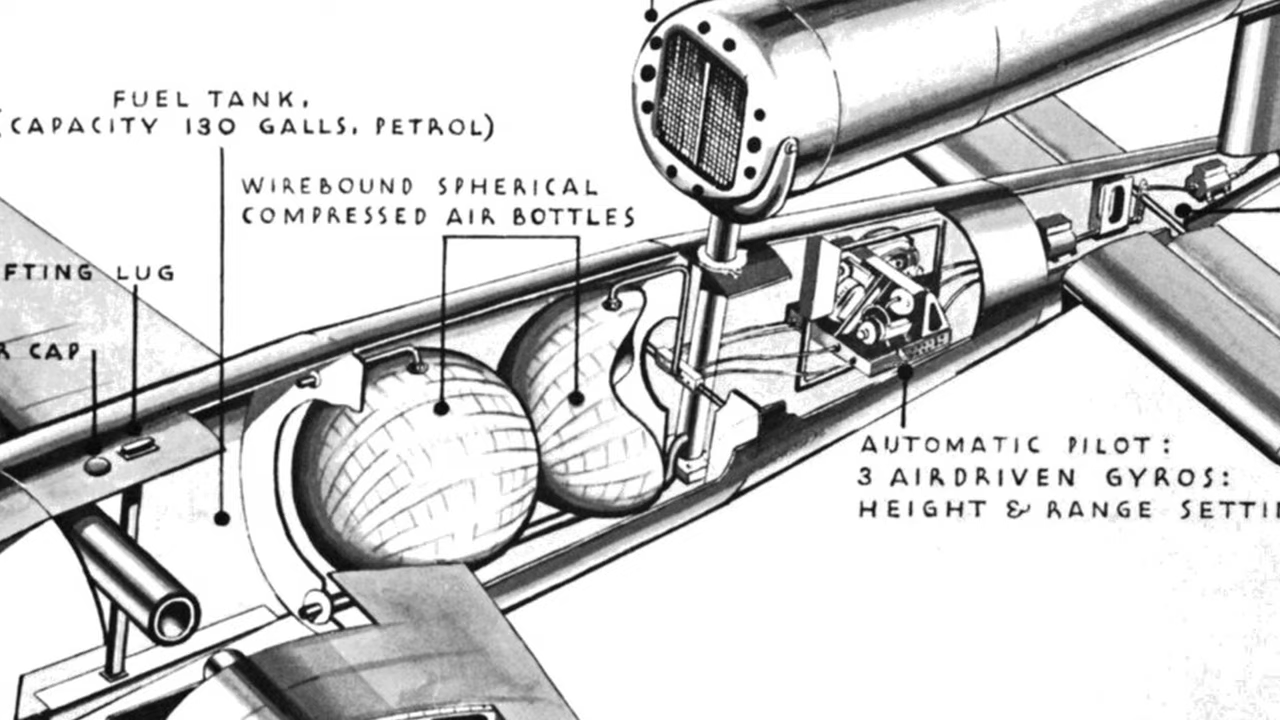 FUEL TANK.
(CAPACITY 130 GALLS. PETROL)
WIREBOUND SPHERICAL
COMPRESSED AIR BOTTLES
LUG
CAP
AUTOMATIC PILOT:
3 AIRDRIVEN GYROS:
HEIGHT & RANGE